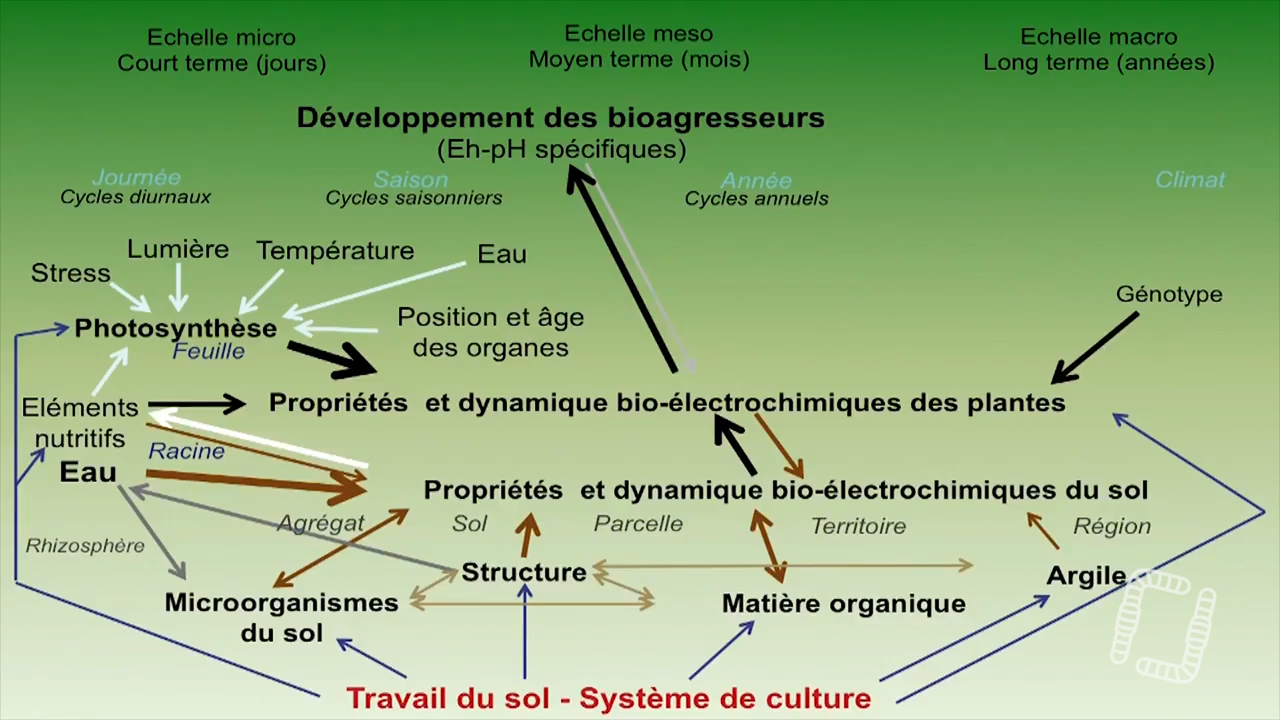 Echelle micro
Court terme (jours)
Echelle meso
Moyen terme (mois)
Echelle macro
Long terme (années)
Développement des bioagresseurs
(Eh-pH spécifiques)
Journée
Cycles diurnaux
Saison
Cycles saisonniers
Année
Cycles annuels
Climat
Lumière
Température
Eau
Stress
Génotype
Photosynthèse
Feuille
Position et âge
des organes
Eléments
nutritifs
Eau
Propriétés et dynamique bio-électrochimiques des plantes
Racine
Propriétés et dynamique bio-électrochimiques du sol
Agrégat
Sol
Parcelle
Territoire
Région
Rhizosphère
Structure
Argile
Microorganismes
du sol
Matière organique
Travail du sol - Système de culture